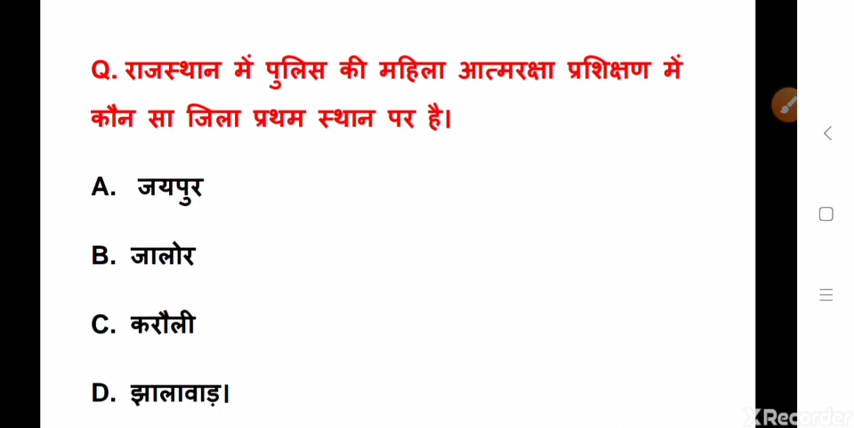 Q. राजस्थान में पुलिस की महिला आत्मरक्षा प्रशिक्षण में
कौन सा जिला प्रथम स्थान पर है।
A. जयपुर
B. जालोर
C. करौली
D. झालावाड़।
XRecorder